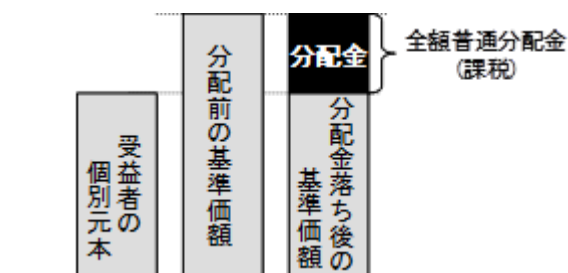 分配金
全額普通分配金
(課税)
分配前の基準価額
受益者の
個別元本
分配金落ち後の
基準価額